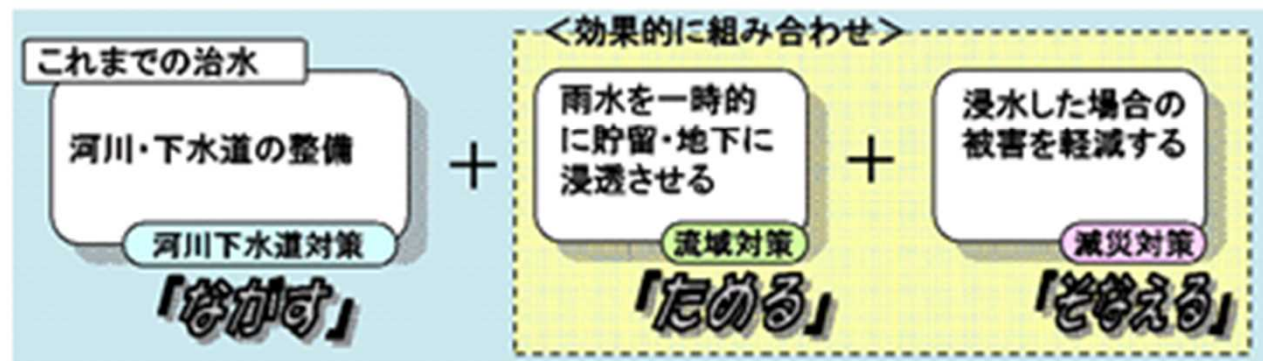 ＜効果的に組み合わせ＞
これまでの治水
河川・下水道の整備
河川下水道対策
「ながす」
＋
雨水を一時的
に貯留・地下に
浸透させる
流域対策
「ためる」
＋
浸水した場合の
被害を軽減する
減災対策
「そなえる」